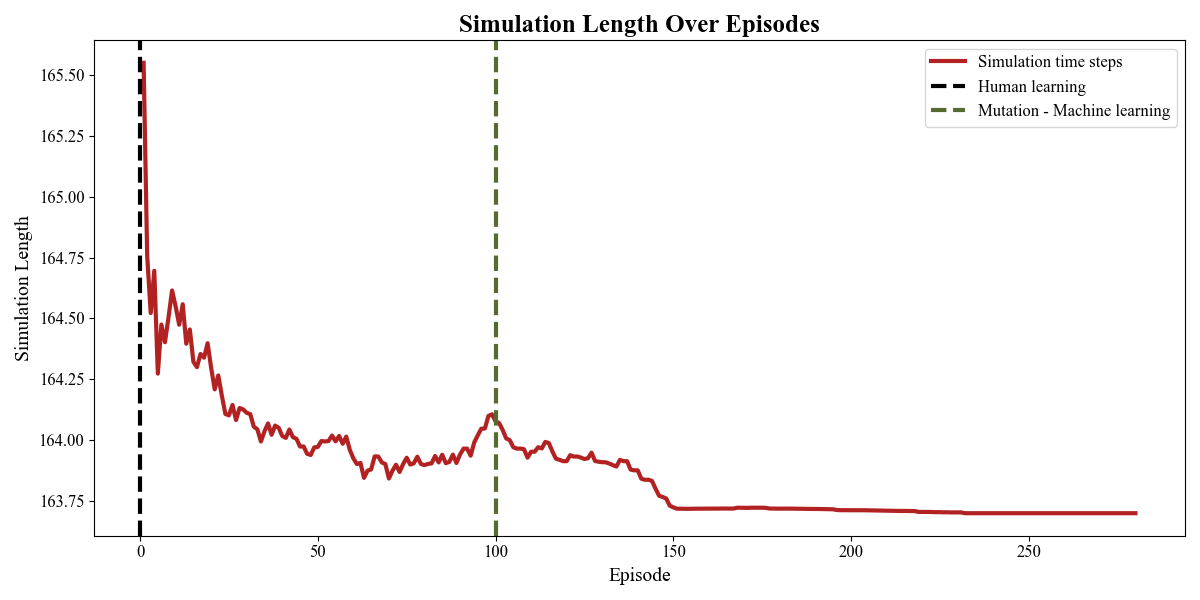 Simulation Length Over Episodes
Simulation time steps
Human learning
Mutation - Machine learning
Simulation Length
165.50
165.25
165.00
164.75
164.50
164.25
164.00
163.75
0 50 100 150 200 250
Episode